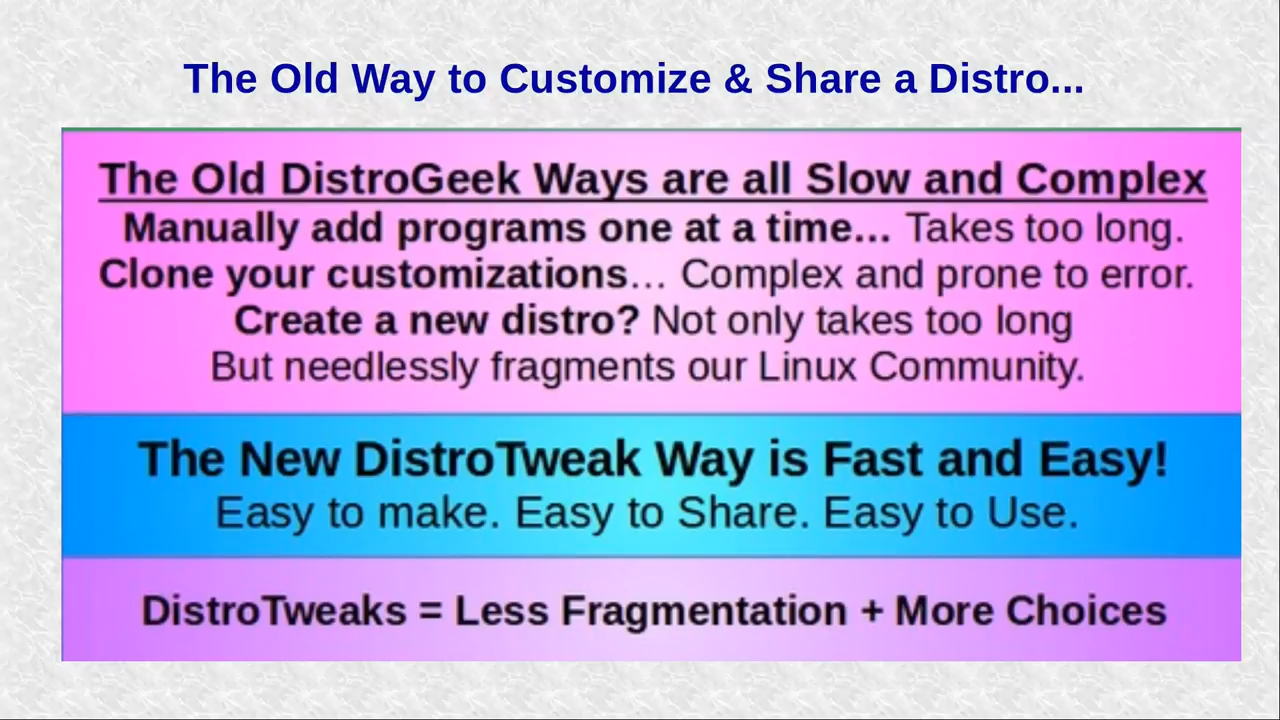 The Old Way to Customize & Share a Distro...
The Old DistroGeek Ways are all Slow and Complex
Manually add programs one at a time... Takes too long.
Clone your customizations... Complex and prone to error.
Create a new distro? Not only takes too long
But needlessly fragments our Linux Community.
The New DistroTweak Way is Fast and Easy!
Easy to make. Easy to Share. Easy to Use.
DistroTweaks = Less Fragmentation + More Choices